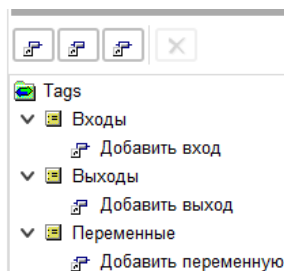 Tags
Входы
Добавить вход
Выходы
Добавить выход
Переменные
Добавить переменную